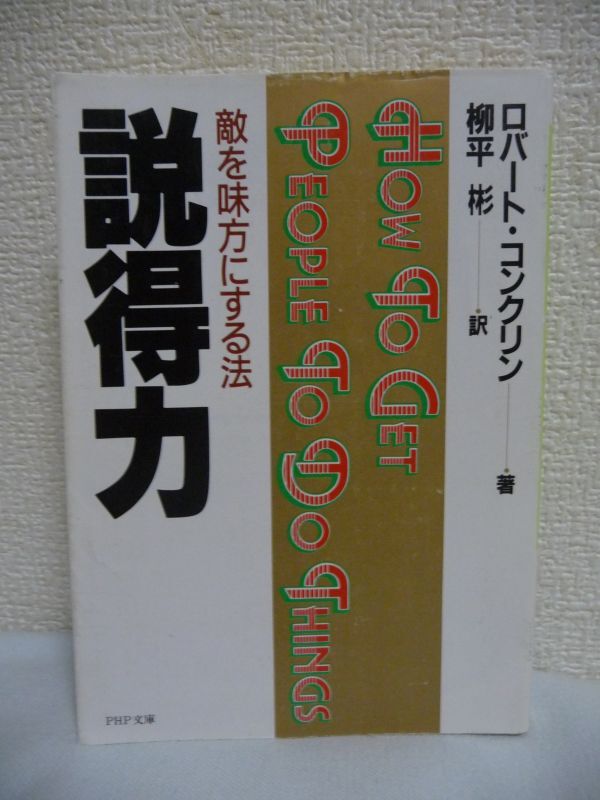 ロバート・コンクリン──・著
柳平 彬──・訳
HOW TO GET
PEOPLE TO DO THINGS
敵を味方にする法
説得力
PHP文庫